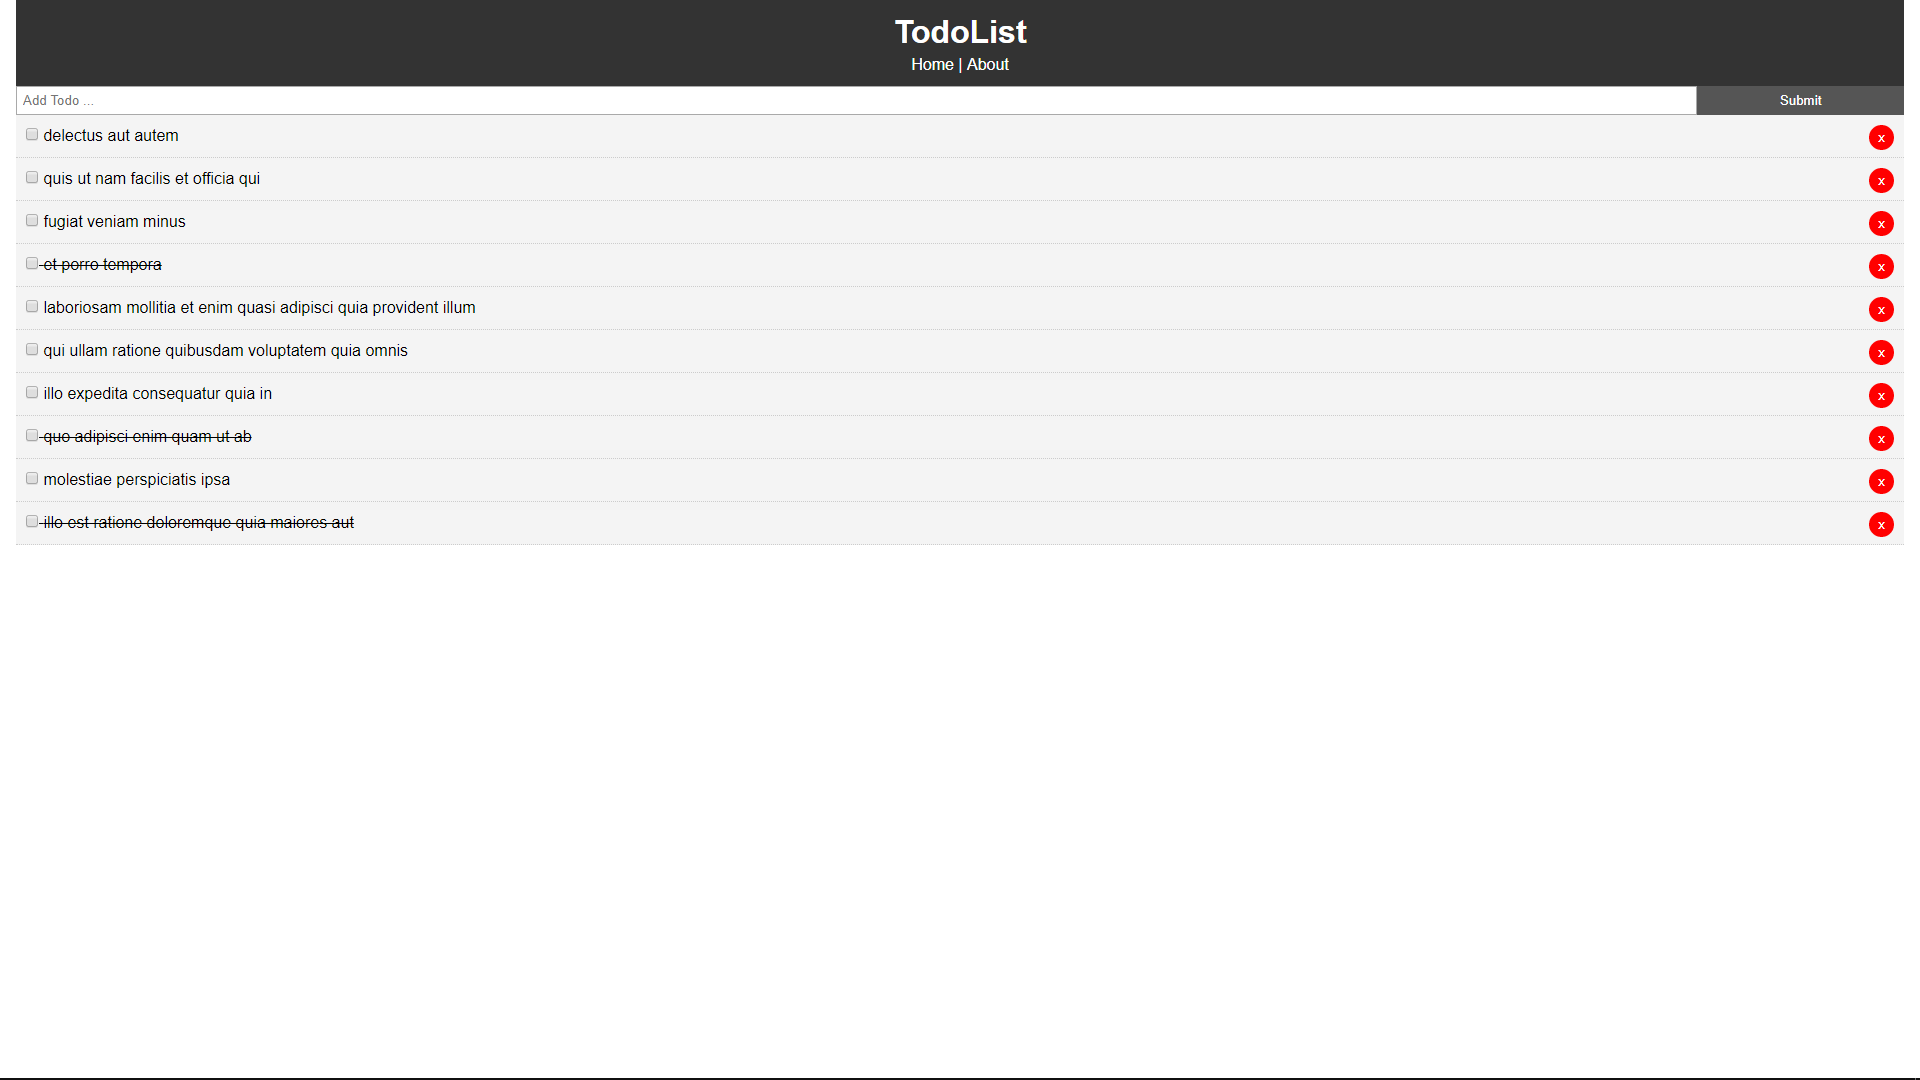 TodoList
Home | About
Add Todo ... Submit
delectus aut autem x
quis ut nam facilis et officia qui x
fugiat veniam minus x
et porro tempora x
laboriosam mollitia et enim quasi adipisci quia provident illum x
qui ullam ratione quibusdam voluptatem quia omnis x
illo expedita consequatur quia in x
quo adipisci enim quam ut ab x
molestiae perspiciatis ipsa x
illo est ratione doloremque quia maiores aut x